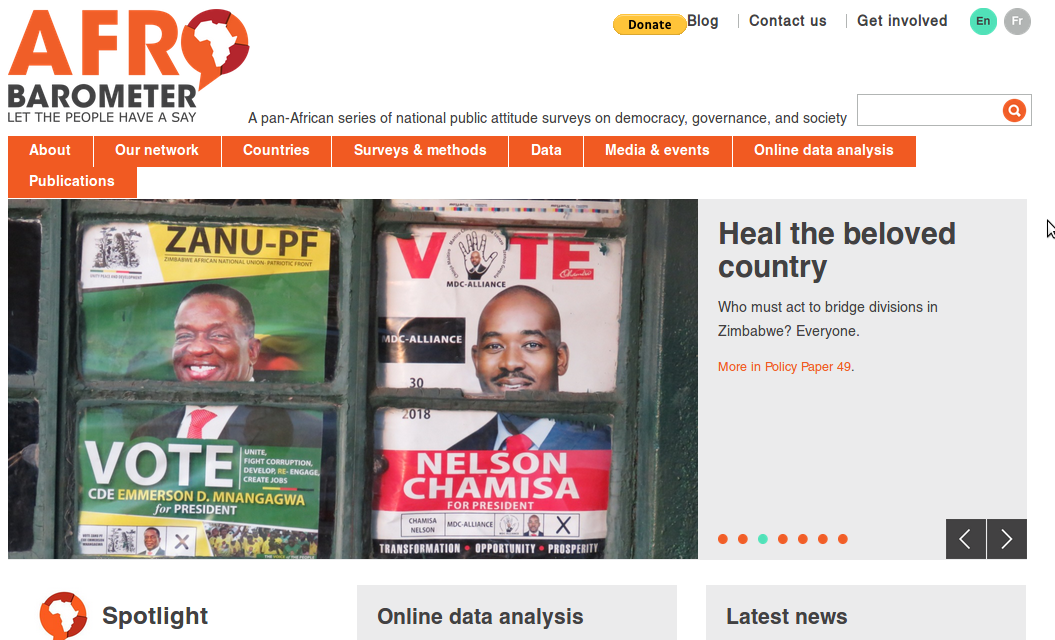 AFRO
BAROMETER
LET THE PEOPLE HAVE A SAY
Donate
Blog
Contact us
Get involved
En
Fr
A pan-African series of national public attitude surveys on democracy, governance, and society
About
Our network
Countries
Surveys & methods
Data
Media & events
Online data analysis
Publications
ZANU-PF
ZIMBABWE AFRICAN NATIONAL UNION- PATRIOTIC FRONT
VOTE
UNITE,
FIGHT CORRUPTION,
DEVELOP, RE- ENGAGE,
CREATE JOBS
CDE EMMERSON D. MNANGAGWA
for PRESIDENT
VOTE
MDC-ALLIANCE
MDC-ALLIANCE
30
2018
NELSON
CHAMISA
FOR PRESIDENT
CHAMISA
NELSON
MDC-ALLIANCE
X
TRANSFORMATION • OPPORTUNITY • PROSPERITY
Heal the beloved
country
Who must act to bridge divisions in
Zimbabwe? Everyone.
More in Policy Paper 49.
Spotlight
Online data analysis
Latest news